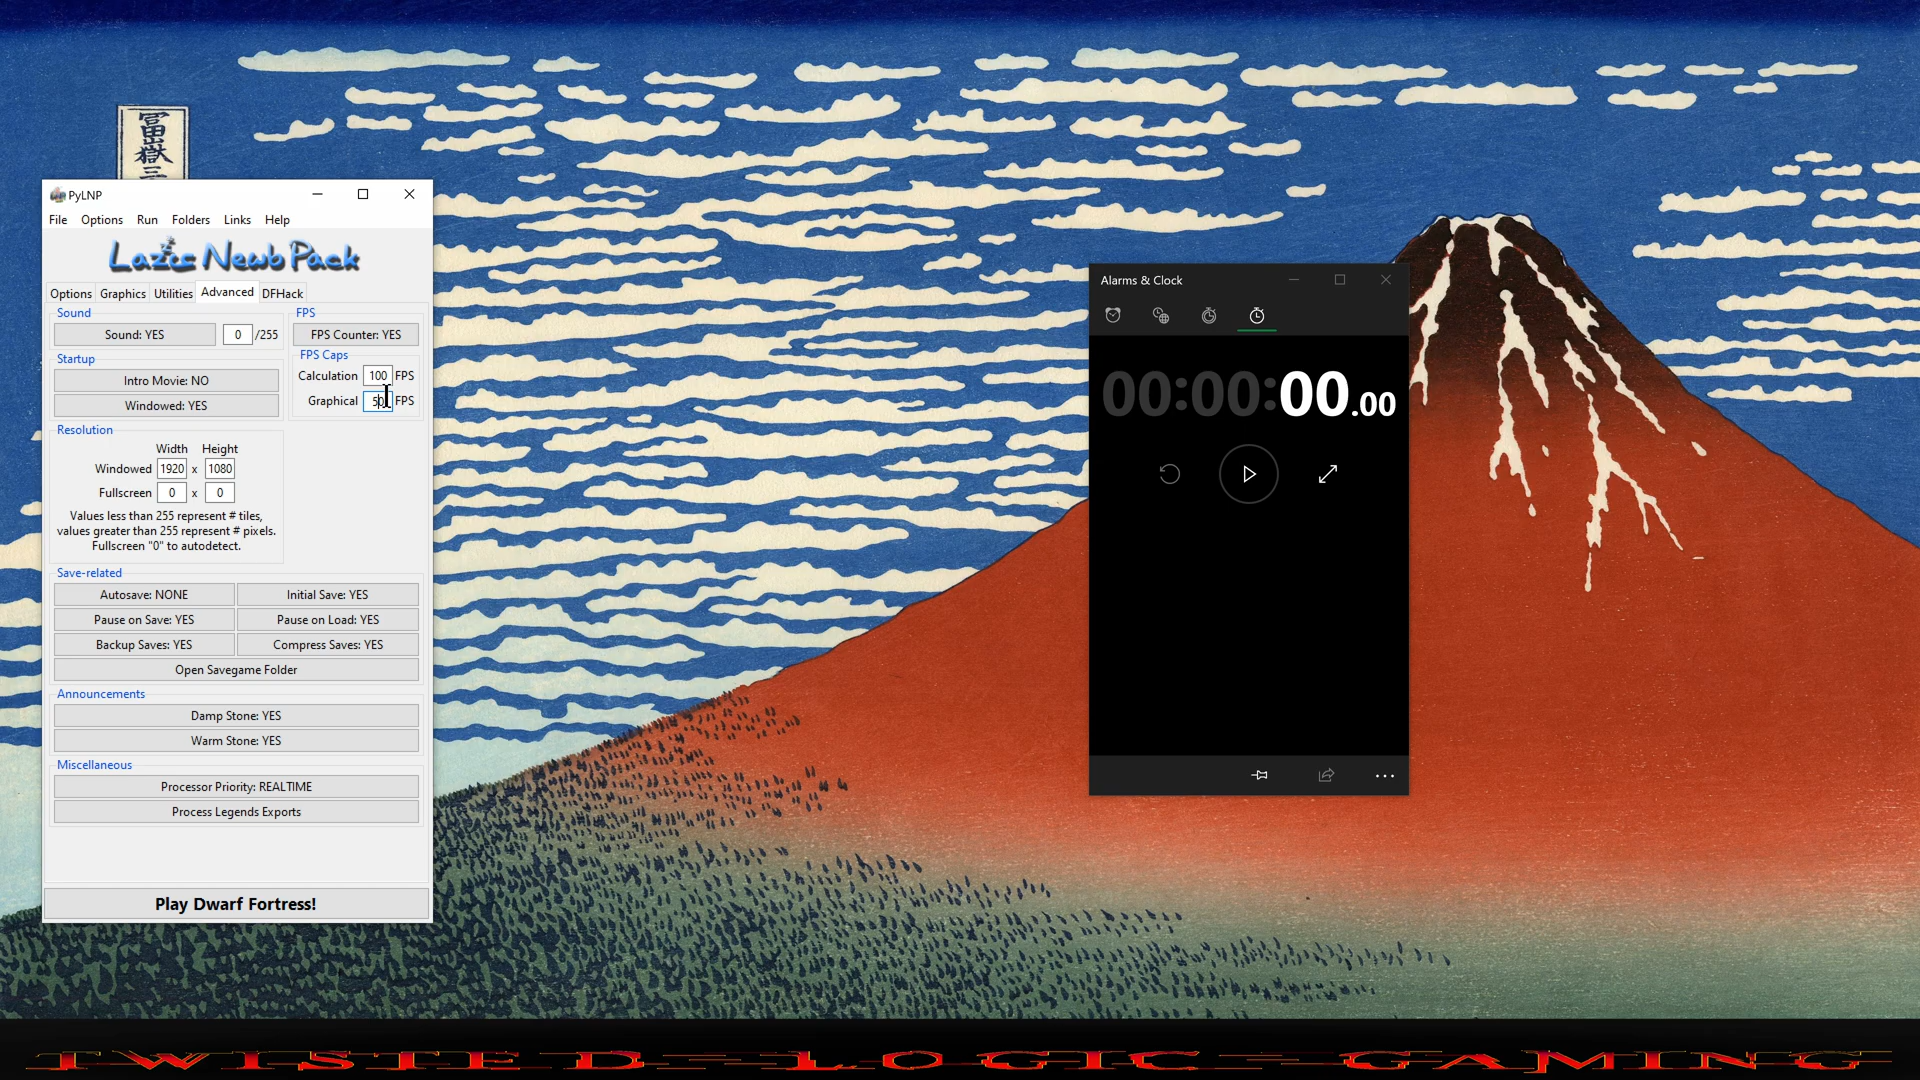 冨嶽三
PyLNP
File Options Run Folders Links Help
Lazic Newb Pack
Options Graphics Utilities Advanced DFHack
Sound
Sound: YES 0 /255
FPS
FPS Counter: YES
FPS Caps
Calculation 100 FPS
Graphical 50 FPS
Startup
Intro Movie: NO
Windowed: YES
Resolution
Width Height
Windowed 1920 x 1080
Fullscreen 0 x 0
Values less than 255 represent # tiles,
values greater than 255 represent # pixels.
Fullscreen "0" to autodetect.
Save-related
Autosave: NONE Initial Save: YES
Pause on Save: YES Pause on Load: YES
Backup Saves: YES Compress Saves: YES
Open Savegame Folder
Announcements
Damp Stone: YES
Warm Stone: YES
Miscellaneous
Processor Priority: REALTIME
Process Legends Exports
Play Dwarf Fortress!
Alarms & Clock
00:00:00.00
TWISTED - LOGIC - GAMING